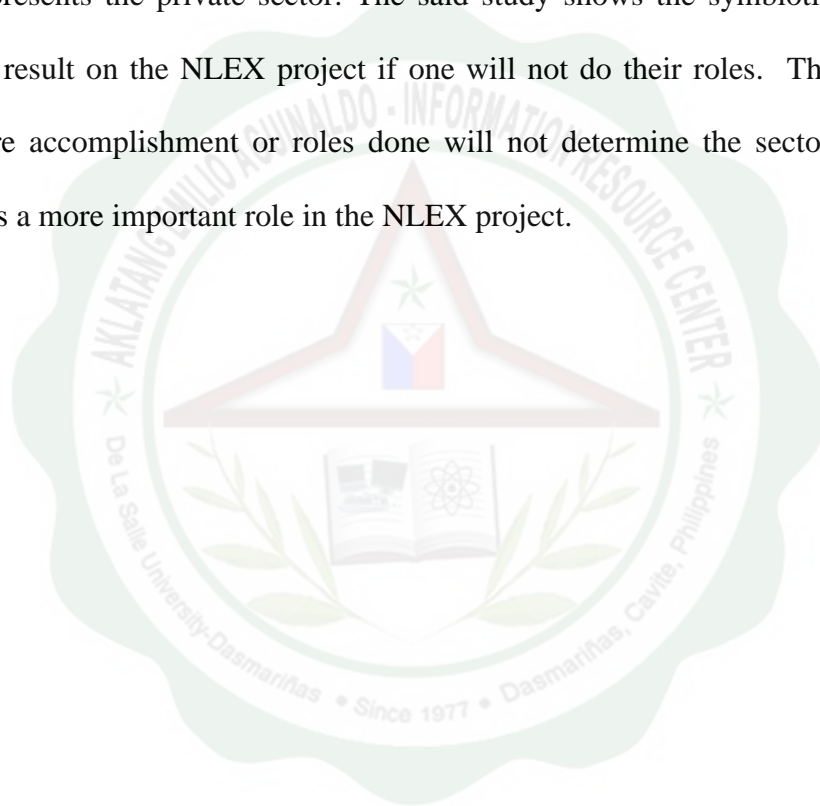 presents the private sector. The said study shows the symbioti
result on the NLEX project if one will not do their roles. Th
re accomplishment or roles done will not determine the secto
s a more important role in the NLEX project.
AKLATANG EMILIO AGUINALDO - INFORMATION RESOURCE CENTER
De La Salle University-Dasmariñas • Since 1977 • Dasmariñas, Cavite, Philippines